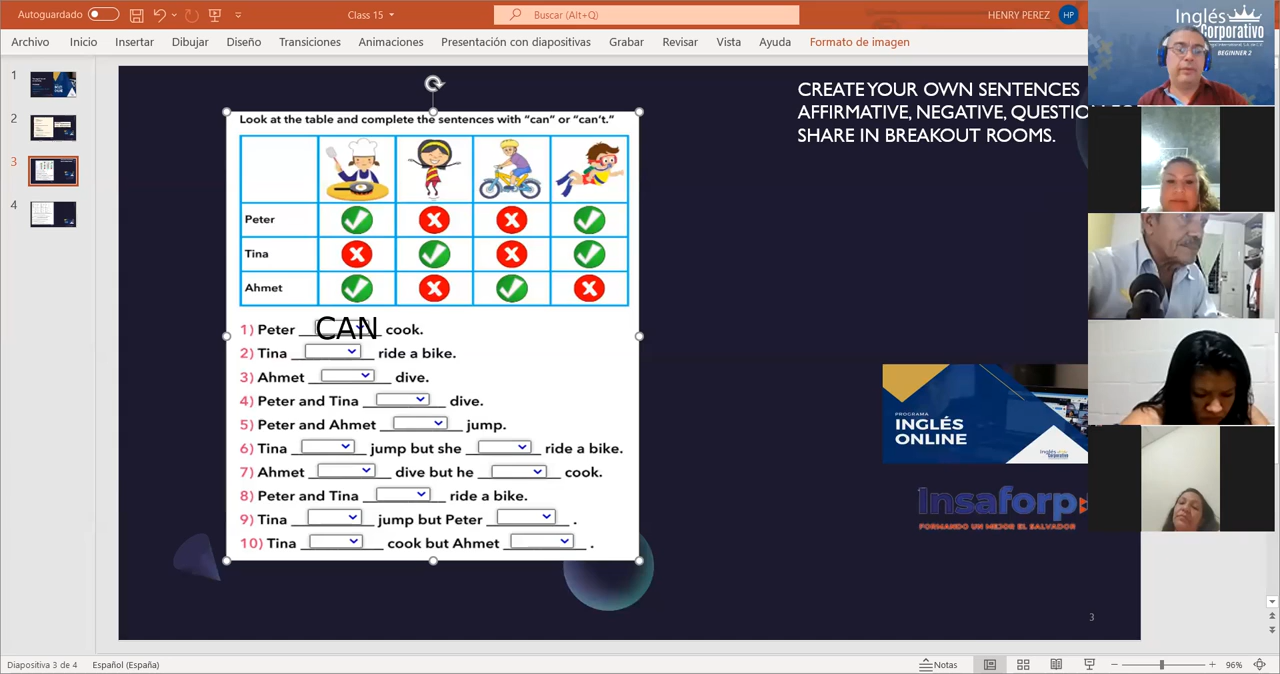 Autoguardado
Class 15
Buscar (Alt+Q)
HENRY PEREZ
HP
Archivo Inicio Insertar Dibujar Diseño Transiciones Animaciones Presentación con diapositivas Grabar Revisar Vista Ayuda Formato de imagen
Inglés
Corporativo
BEGINNER 2
1
2
3
4
Look at the table and complete the sentences with “can” or “can’t.”
Peter
Tina
Ahmet
1) Peter CAN cook.
2) Tina ride a bike.
3) Ahmet dive.
4) Peter and Tina dive.
5) Peter and Ahmet jump.
6) Tina jump but she ride a bike.
7) Ahmet dive but he cook.
8) Peter and Tina ride a bike.
9) Tina jump but Peter .
10) Tina cook but Ahmet .
CREATE YOUR OWN SENTENCES
AFFIRMATIVE, NEGATIVE,
SHARE IN BREAKOUT ROOMS.
PROGRAMA
INGLÉS
ONLINE
Insaforp
FORMANDO UN MEJOR EL SALVADOR
3
Diapositiva 3 de 4 Español (España) Notas 96%